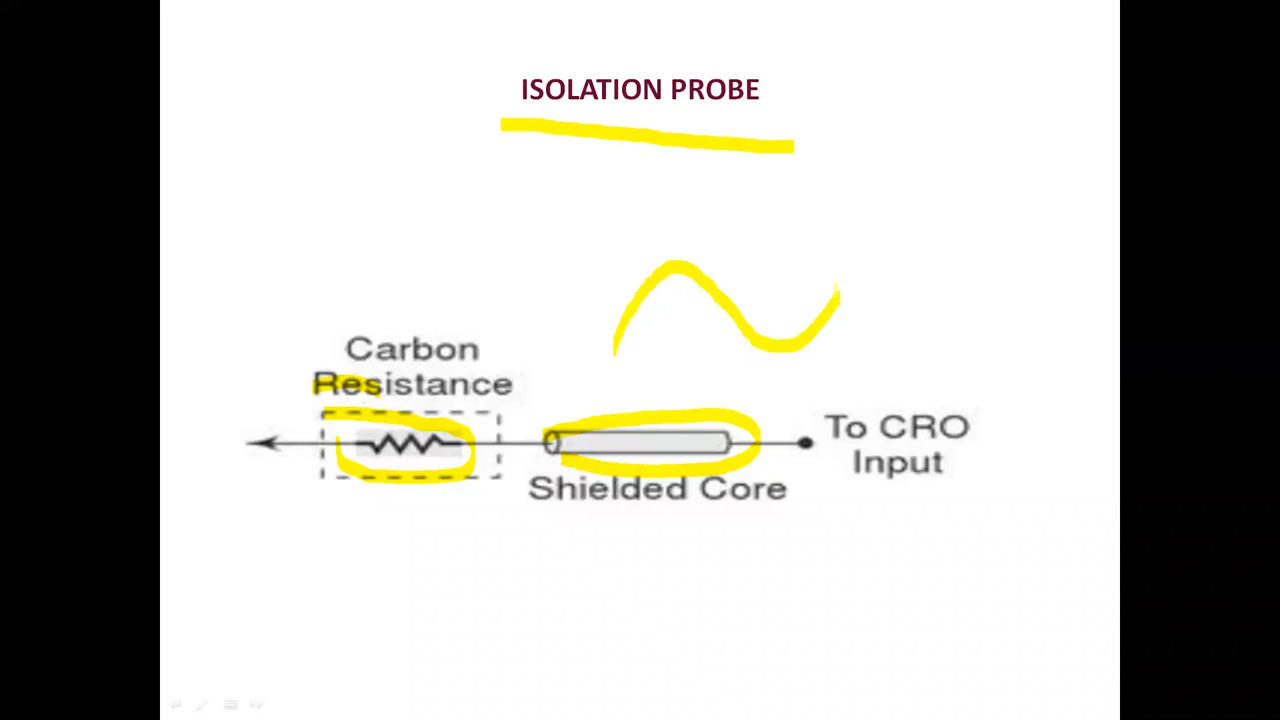 ISOLATION PROBE
Carbon
Resistance
To CRO
Input
Shielded Core